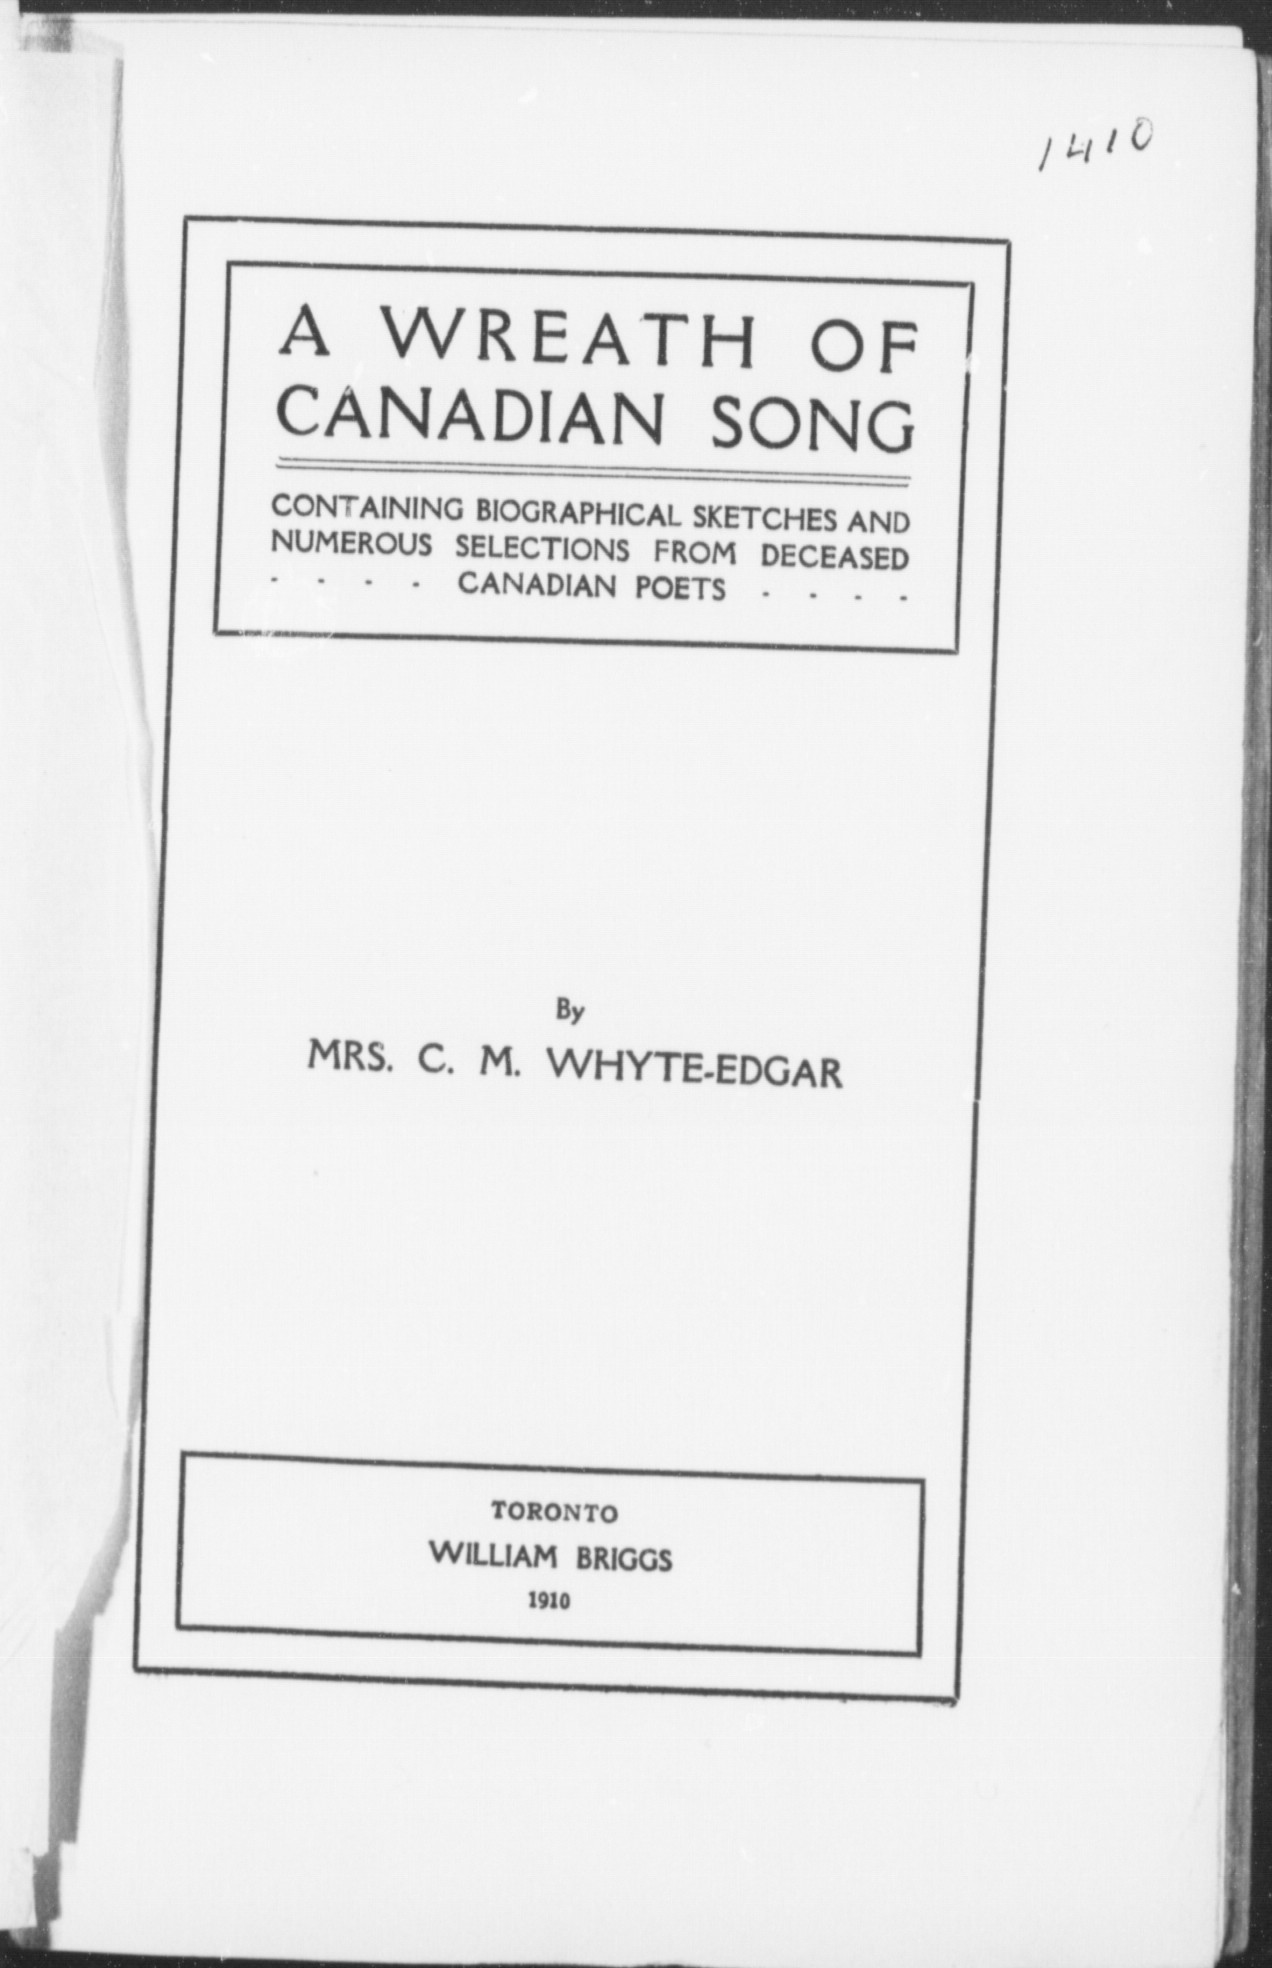 1410
A WREATH OF
CANADIAN SONG
CONTAINING BIOGRAPHICAL SKETCHES AND
NUMEROUS SELECTIONS FROM DECEASED
- - - - CANADIAN POETS - - - -
By
MRS. C. M. WHYTE-EDGAR
TORONTO
WILLIAM BRIGGS
1910